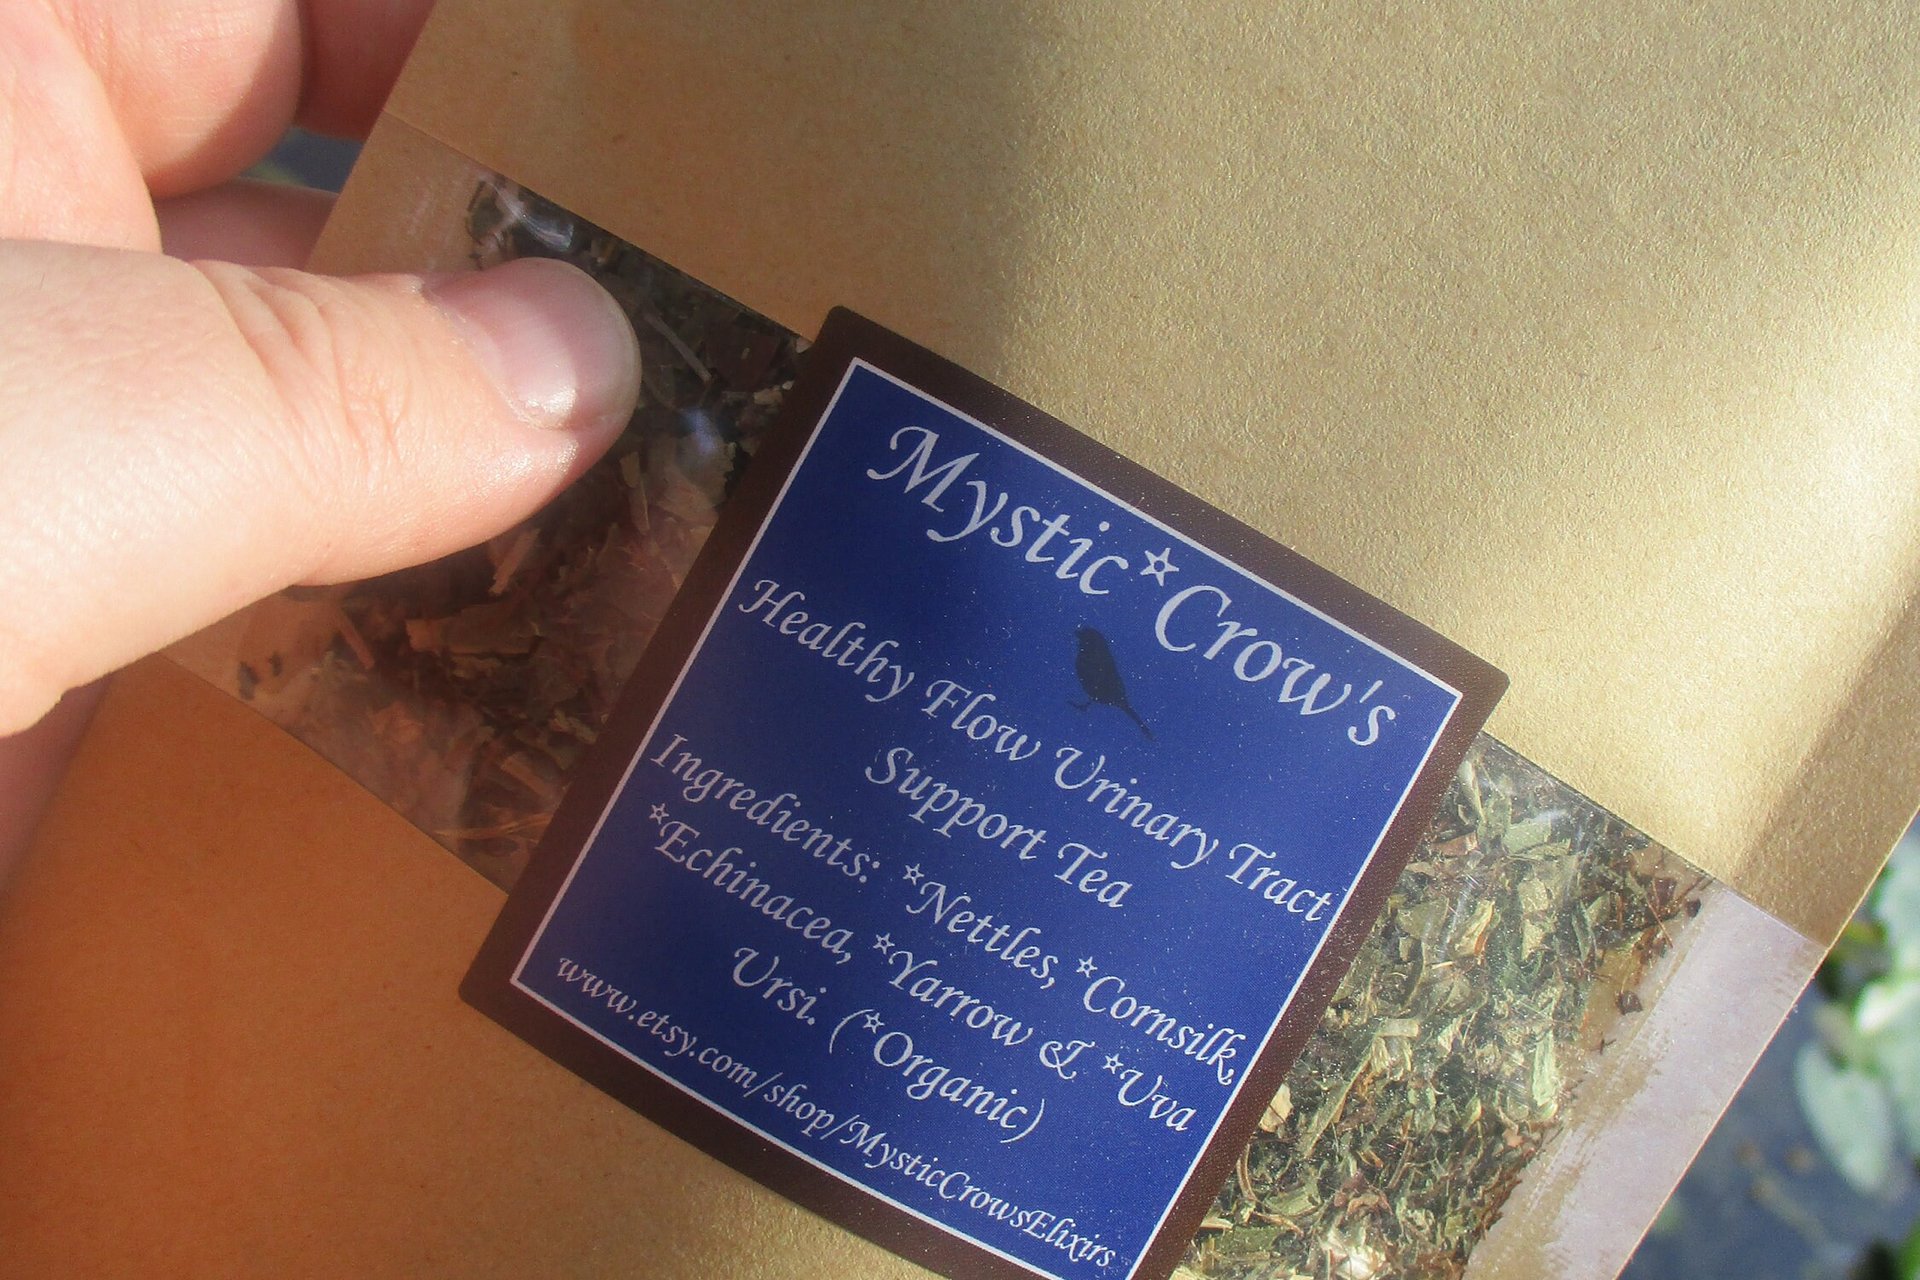 Mystic☆Crow's
Healthy Flow Urinary Tract
Support Tea
Ingredients: *Nettles, *Cornsilk,
*Echinacea, *Yarrow & *Uva
Ursi. (*Organic)
www.etsy.com/shop/MysticCrowsElixirs